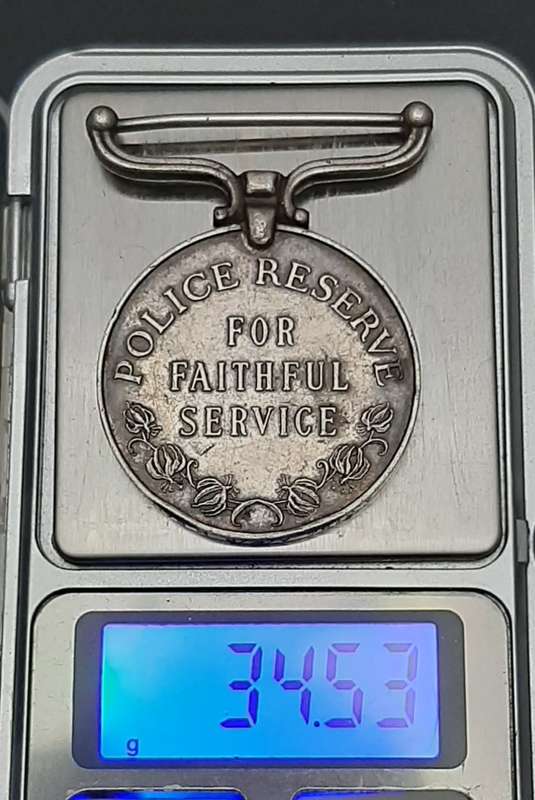 POLICE RESERVE
FOR
FAITHFUL
SERVICE
34.53
g